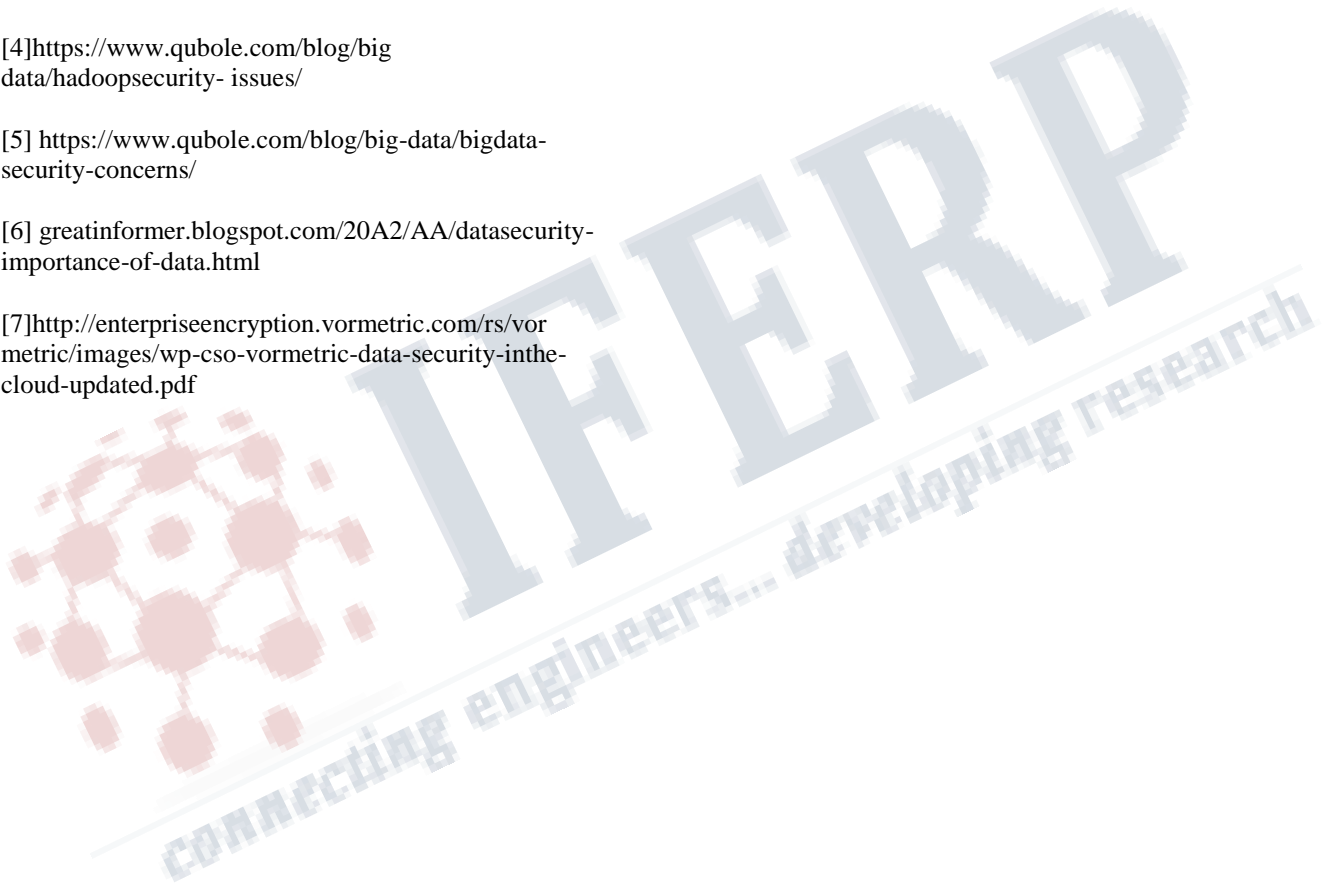 [4]https://www.qubole.com/blog/big
data/hadoopsecurity- issues/
[5] https://www.qubole.com/blog/big-data/bigdata-
security-concerns/
[6] greatinformer.blogspot.com/20A2/AA/datasecurity-
importance-of-data.html
[7]http://enterpriseencryption.vormetric.com/rs/vor
metric/images/wp-cso-vormetric-data-security-inthe-
cloud-updated.pdf
IFERP
connecting engineers... developing research